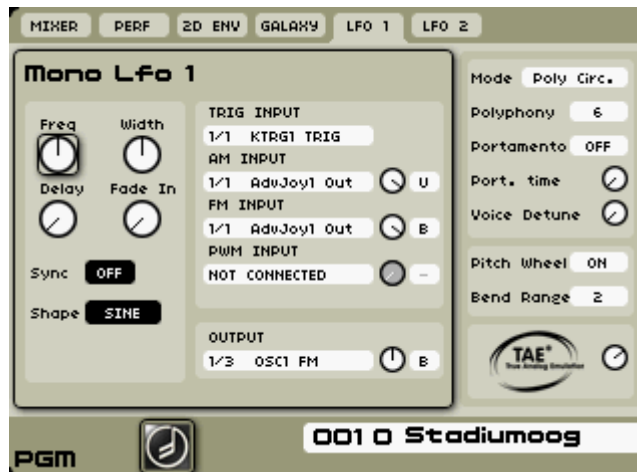 MIXER PERF 2D ENV GALAXY LFO 1 LFO 2
Mono Lfo 1
Freq Width
Delay Fade In
Sync OFF
Shape SINE
TRIG INPUT
1/1 KTRG1 TRIG
AM INPUT
1/1 AdvJoy1 Out U
FM INPUT
1/1 AdvJoy1 Out B
PWM INPUT
NOT CONNECTED -
OUTPUT
1/3 OSC1 FM B
Mode Poly Circ.
Polyphony 6
Portamento OFF
Port. time
Voice Detune
Pitch Wheel ON
Bend Range 2
TAE®
True Analog Emulation
PGM
001 0 Stadiumoog